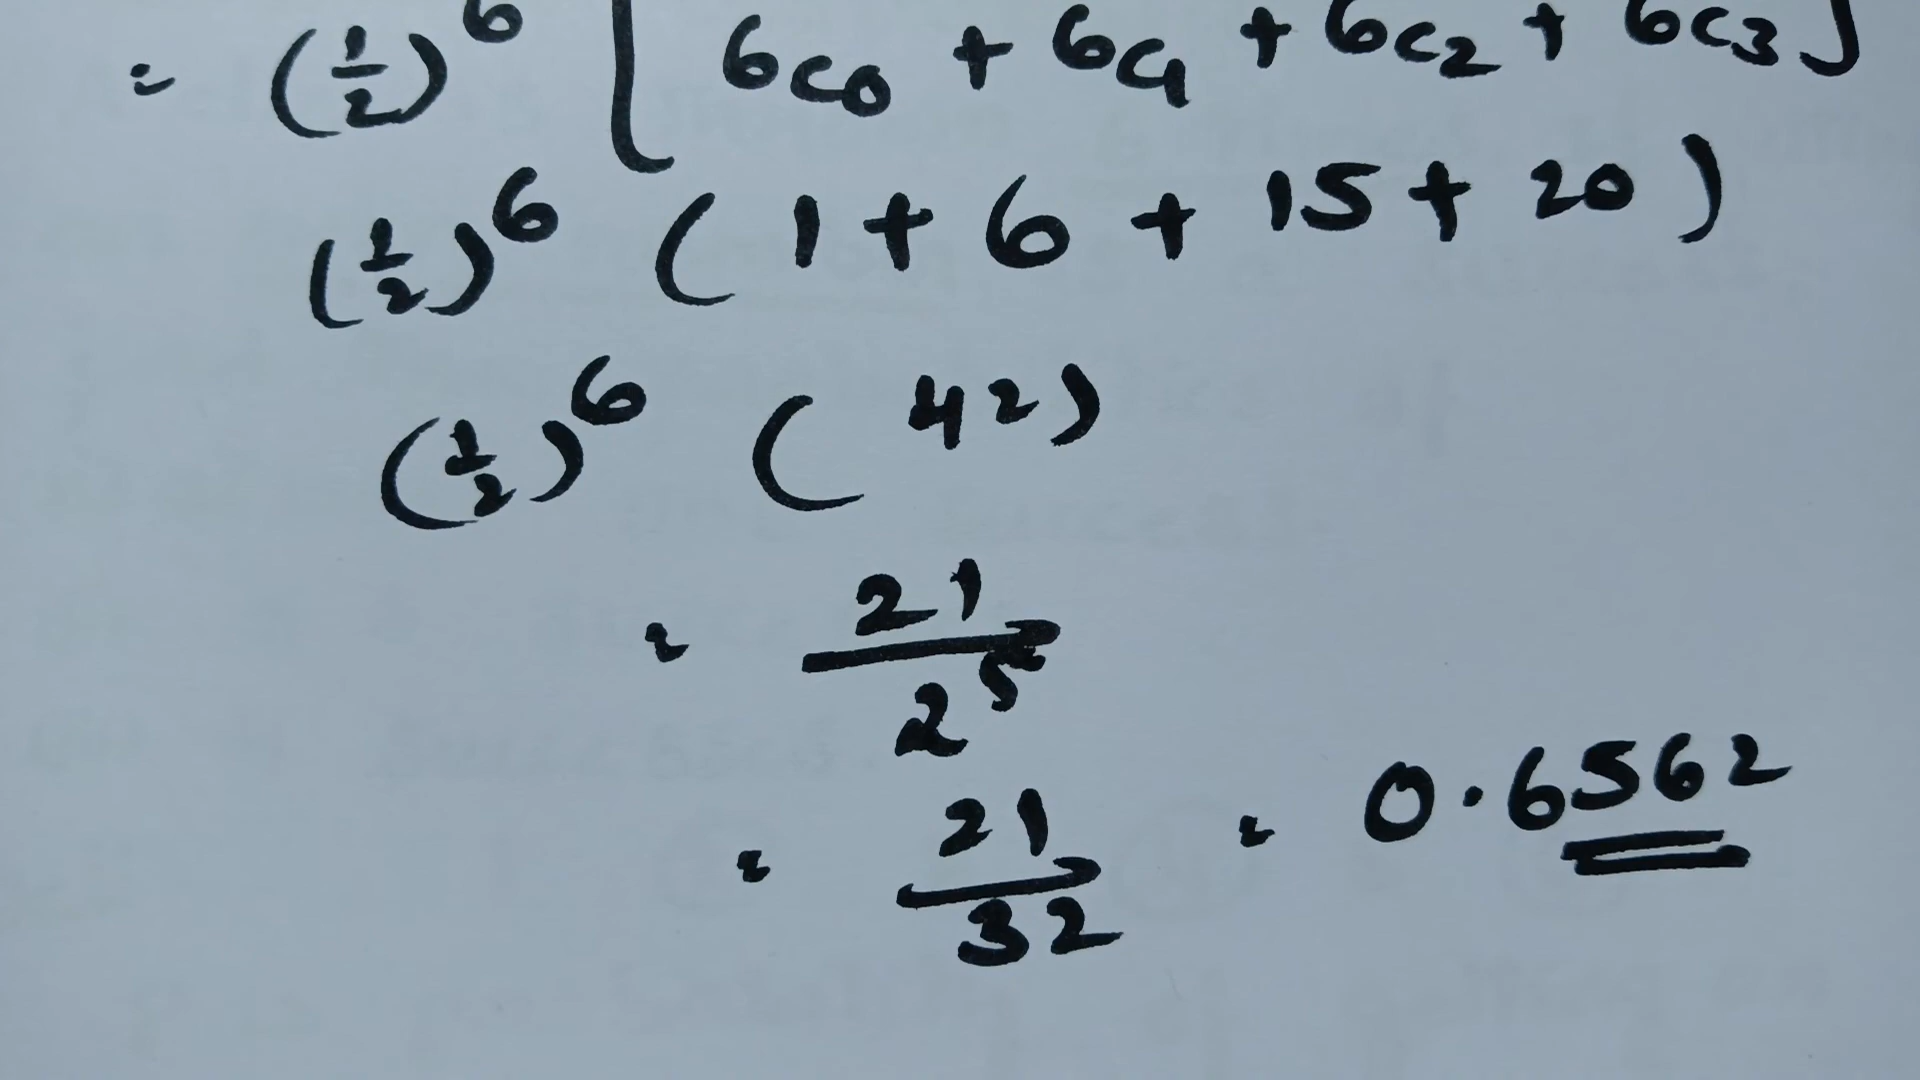 = (1/2)^6 [ 6C0 + 6C1 + 6C2 + 6C3 ]
(1/2)^6 ( 1 + 6 + 15 + 20 )
(1/2)^6 ( 42 )
= 21/2^5
= 21/32 = 0.6562